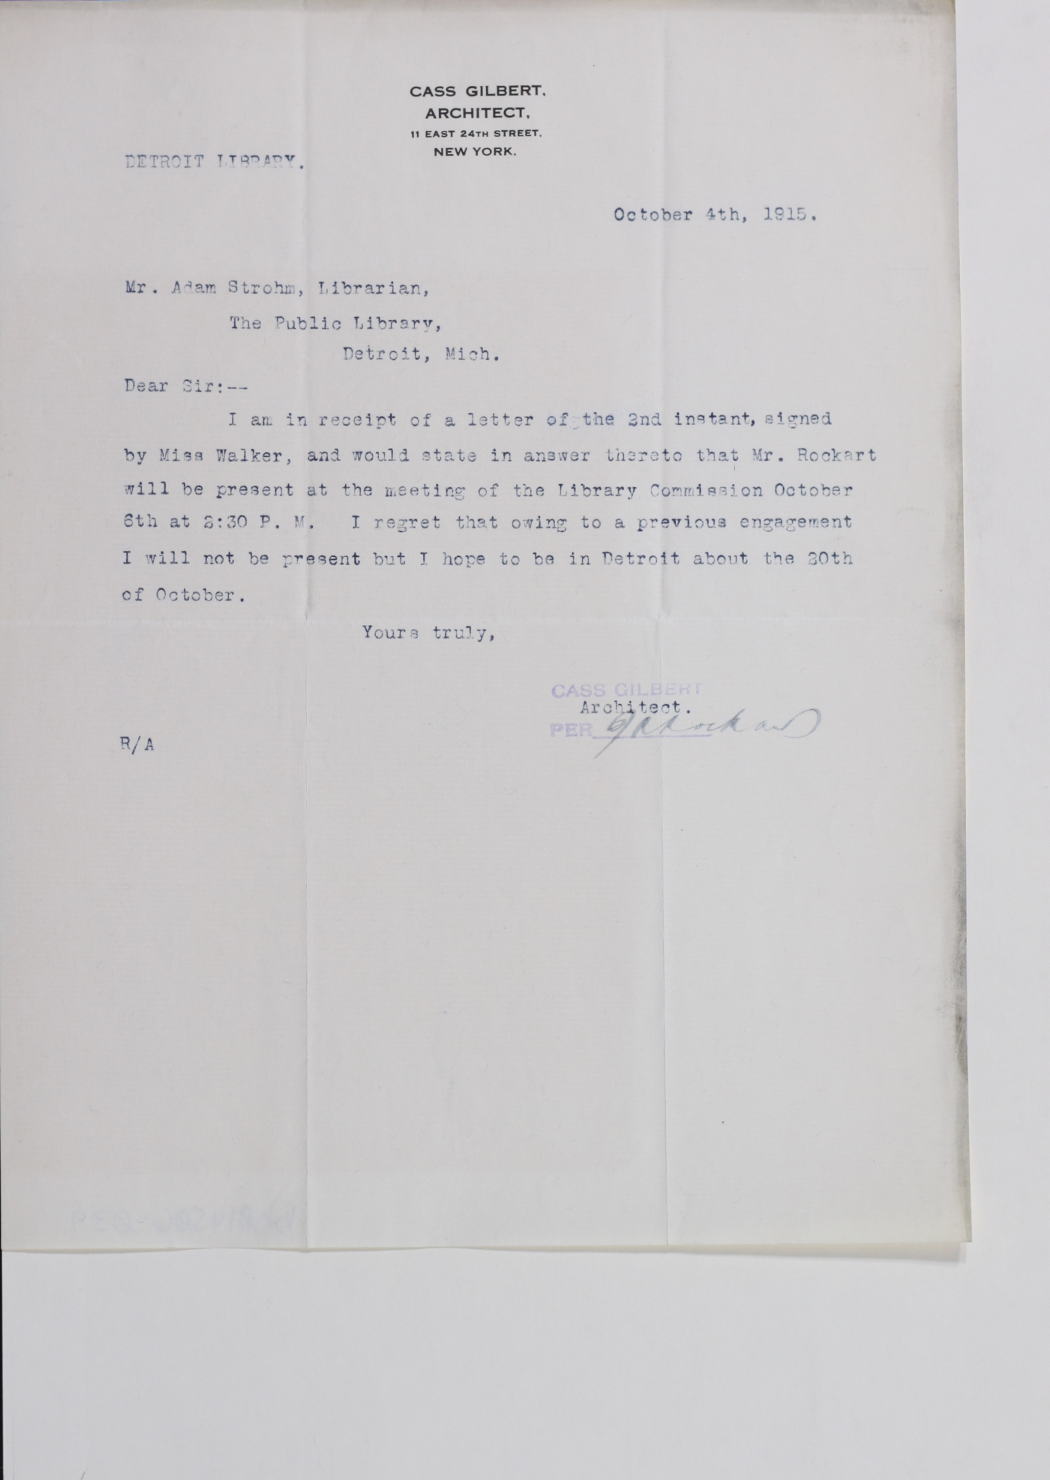 CASS GILBERT,
ARCHITECT,
11 EAST 24TH STREET,
NEW YORK.
DETROIT LIBRARY.
October 4th, 1915.
Mr. Adam Strohm, Librarian,
The Public Library,
Detroit, Mich.
Dear Sir:--
I am in receipt of a letter of the 2nd instant, signed
by Miss Walker, and would state in answer thereto that Mr. Rockart
will be present at the meeting of the Library Commission October
6th at 2:30 P. M. I regret that owing to a previous engagement
I will not be present but I hope to be in Detroit about the 20th
of October.
Yours truly,
CASS GILBERT
Architect.
PER
R/A